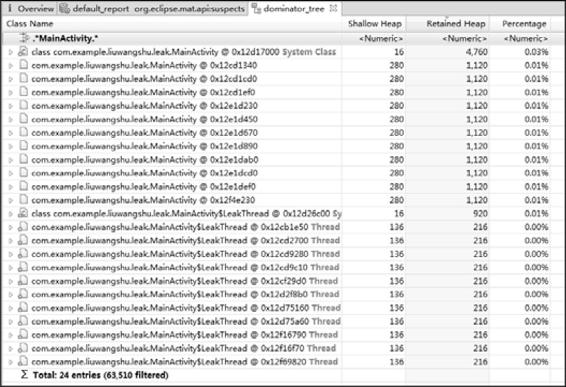 Overview default_report org.eclipse.mat.api:suspects dominator_tree
Class Name Shallow Heap Retained Heap Percentage
.*MainActivity.* <Numeric> <Numeric> <Numeric>
class com.example.liuwangshu.leak.MainActivity @ 0x12d17000 System Class 16 4,760 0.03%
com.example.liuwangshu.leak.MainActivity @ 0x12cd1340 280 1,120 0.01%
com.example.liuwangshu.leak.MainActivity @ 0x12cd1cd0 280 1,120 0.01%
com.example.liuwangshu.leak.MainActivity @ 0x12cd1ef0 280 1,120 0.01%
com.example.liuwangshu.leak.MainActivity @ 0x12e1d230 280 1,120 0.01%
com.example.liuwangshu.leak.MainActivity @ 0x12e1d450 280 1,120 0.01%
com.example.liuwangshu.leak.MainActivity @ 0x12e1d670 280 1,120 0.01%
com.example.liuwangshu.leak.MainActivity @ 0x12e1d890 280 1,120 0.01%
com.example.liuwangshu.leak.MainActivity @ 0x12e1dab0 280 1,120 0.01%
com.example.liuwangshu.leak.MainActivity @ 0x12e1dcd0 280 1,120 0.01%
com.example.liuwangshu.leak.MainActivity @ 0x12e1def0 280 1,120 0.01%
com.example.liuwangshu.leak.MainActivity @ 0x12f4e230 280 1,120 0.01%
class com.example.liuwangshu.leak.MainActivity$LeakThread @ 0x12d26c00 Sy 16 920 0.01%
com.example.liuwangshu.leak.MainActivity$LeakThread @ 0x12cb1e50 Thread 136 216 0.00%
com.example.liuwangshu.leak.MainActivity$LeakThread @ 0x12cd2700 Thread 136 216 0.00%
com.example.liuwangshu.leak.MainActivity$LeakThread @ 0x12cd9280 Thread 136 216 0.00%
com.example.liuwangshu.leak.MainActivity$LeakThread @ 0x12cd9c10 Thread 136 216 0.00%
com.example.liuwangshu.leak.MainActivity$LeakThread @ 0x12cf29d0 Thread 136 216 0.00%
com.example.liuwangshu.leak.MainActivity$LeakThread @ 0x12d2f8b0 Thread 136 216 0.00%
com.example.liuwangshu.leak.MainActivity$LeakThread @ 0x12d75160 Thread 136 216 0.00%
com.example.liuwangshu.leak.MainActivity$LeakThread @ 0x12d75a60 Thread 136 216 0.00%
com.example.liuwangshu.leak.MainActivity$LeakThread @ 0x12f16790 Thread 136 216 0.00%
com.example.liuwangshu.leak.MainActivity$LeakThread @ 0x12f16f70 Thread 136 216 0.00%
com.example.liuwangshu.leak.MainActivity$LeakThread @ 0x12f69820 Thread 136 216 0.00%
Σ Total: 24 entries (63,510 filtered)